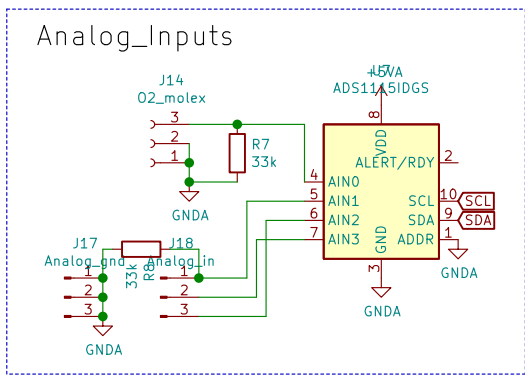 Analog_Inputs
J14
O2_molex
3
2
1
R7
33k
GNDA
+5VA
U7
ADS1115IDGS
8
VDD
ALERT/RDY 2
4 AIN0
5 AIN1
6 AIN2
7 AIN3
SCL 10 SCL
SDA 9 SDA
ADDR 1
GND
3
GNDA
GNDA
J17
Analog_gnd
1
2
3
GNDA
R8
33k
J18
Analog_in
1
2
3